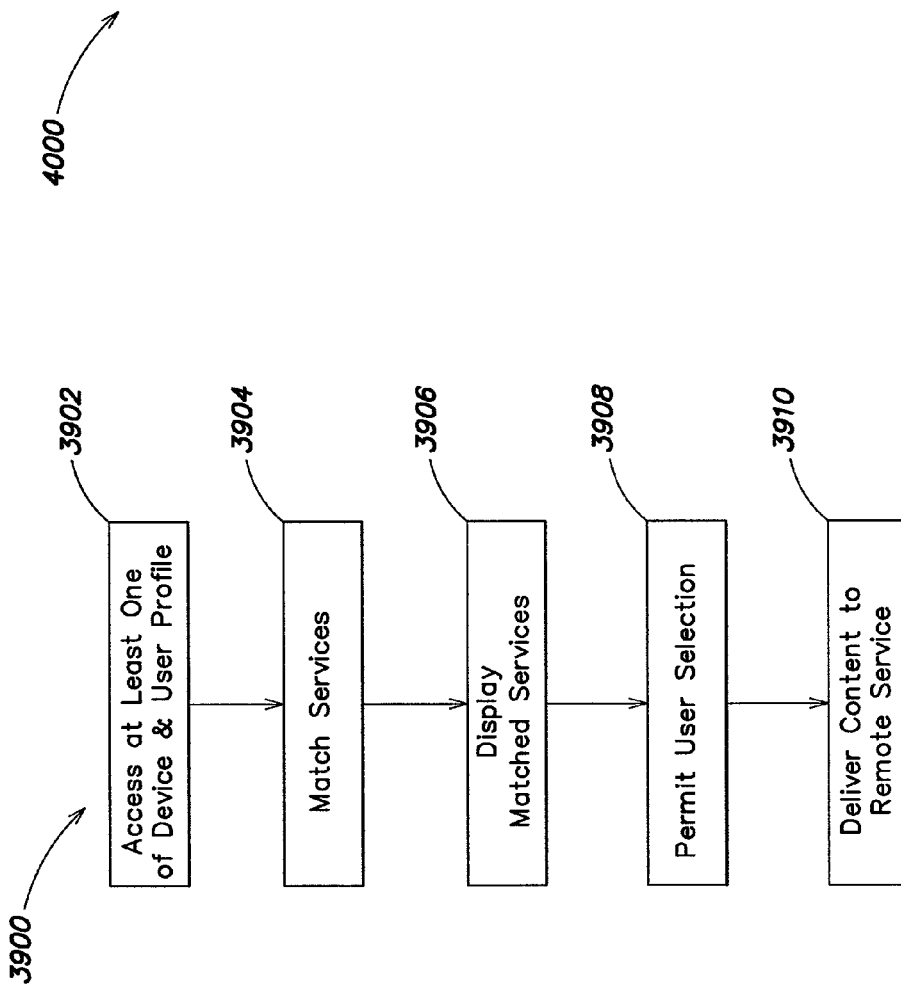 3900
3902
Access at Least One
of Device & User Profile
3904
Match Services
3906
Display
Matched Services
3908
Permit User Selection
3910
Deliver Content to
Remote Service
4000